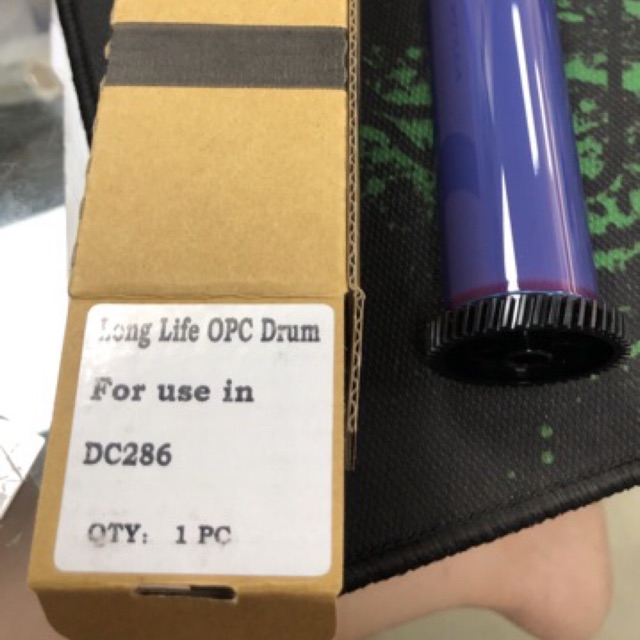 Long Life OPC Drum
For use in
DC286
QTY: 1 PC